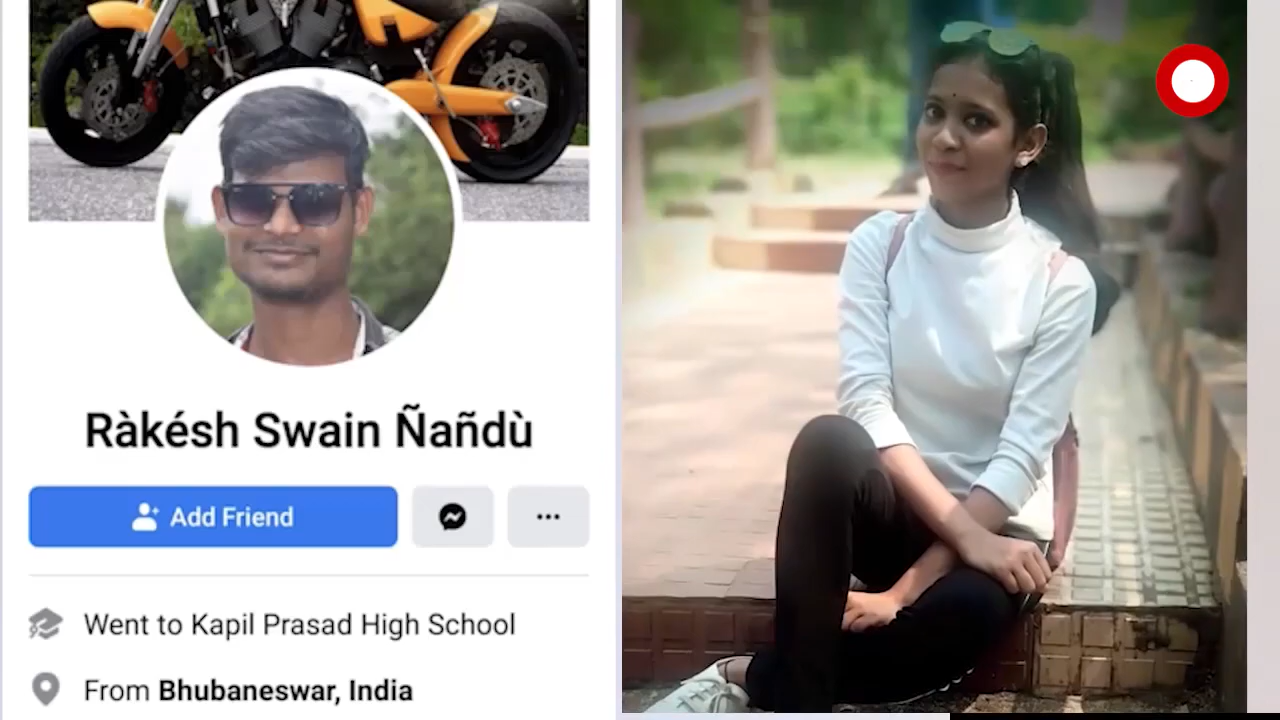 Ràkésh Swain Ñañdù
Add Friend
Went to Kapil Prasad High School
From Bhubaneswar, India